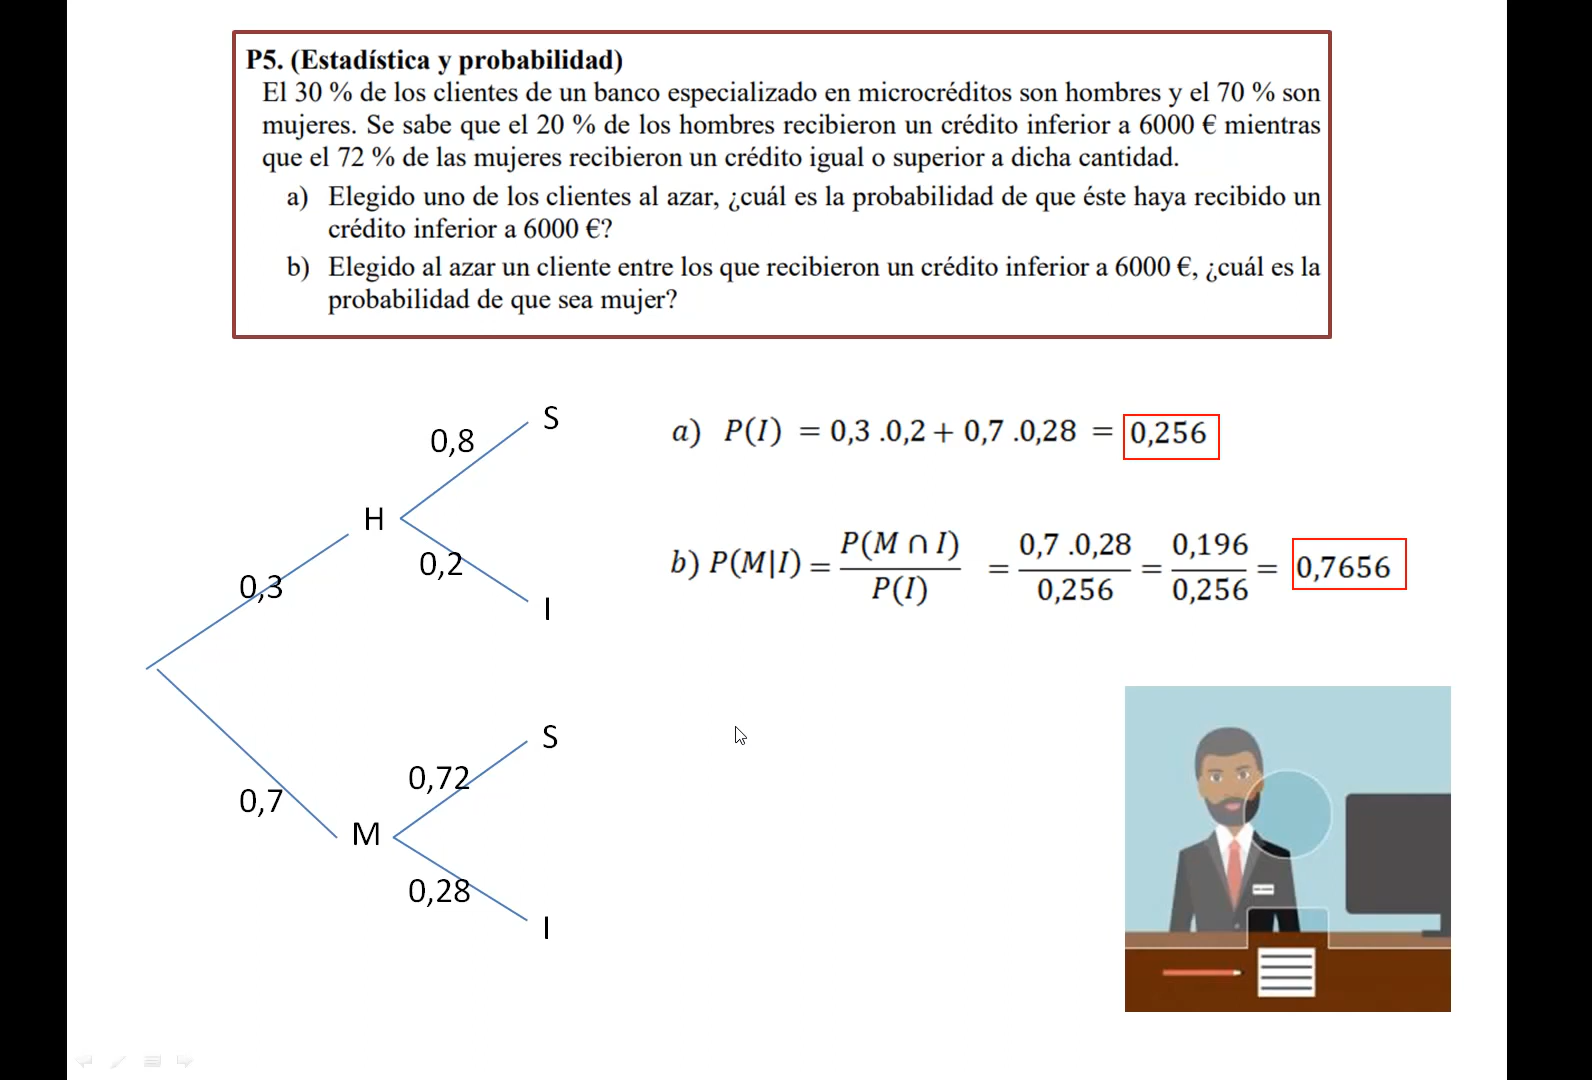 P5. (Estadística y probabilidad)
El 30 % de los clientes de un banco especializado en microcréditos son hombres y el 70 % son
mujeres. Se sabe que el 20 % de los hombres recibieron un crédito inferior a 6000 € mientras
que el 72 % de las mujeres recibieron un crédito igual o superior a dicha cantidad.
a) Elegido uno de los clientes al azar, ¿cuál es la probabilidad de que éste haya recibido un
crédito inferior a 6000 €?
b) Elegido al azar un cliente entre los que recibieron un crédito inferior a 6000 €, ¿cuál es la
probabilidad de que sea mujer?
S
0,8
H
0,2
I
0,3
0,7
S
0,72
M
0,28
I
a) P(I) = 0,3 .0,2 + 0,7 .0,28 = 0,256
b) P(M|I) = P(M ∩ I) / P(I) = 0,7 .0,28 / 0,256 = 0,196 / 0,256 = 0,7656